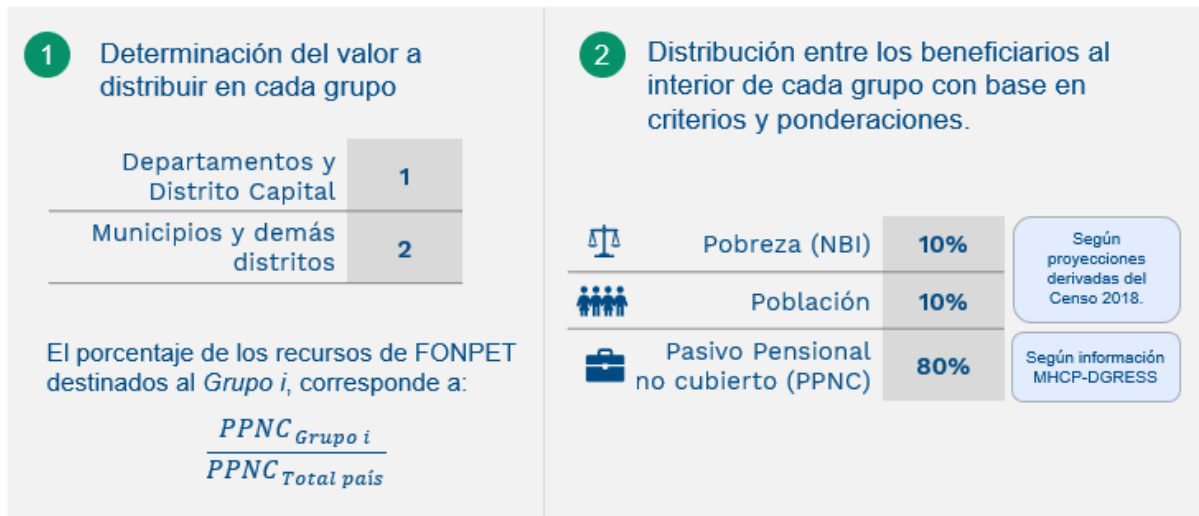 1
Determinación del valor a
distribuir en cada grupo
Departamentos y
Distrito Capital
1
Municipios y demás
distritos
2
El porcentaje de los recursos de FONPET
destinados al Grupo i, corresponde a:
PPNC Grupo i
PPNC Total país
2
Distribución entre los beneficiarios al
interior de cada grupo con base en
criterios y ponderaciones.
Pobreza (NBI)
10%
Población
10%
Según
proyecciones
derivadas del
Censo 2018.
Pasivo Pensional
no cubierto (PPNC)
80%
Según información
MHCP-DGRESS